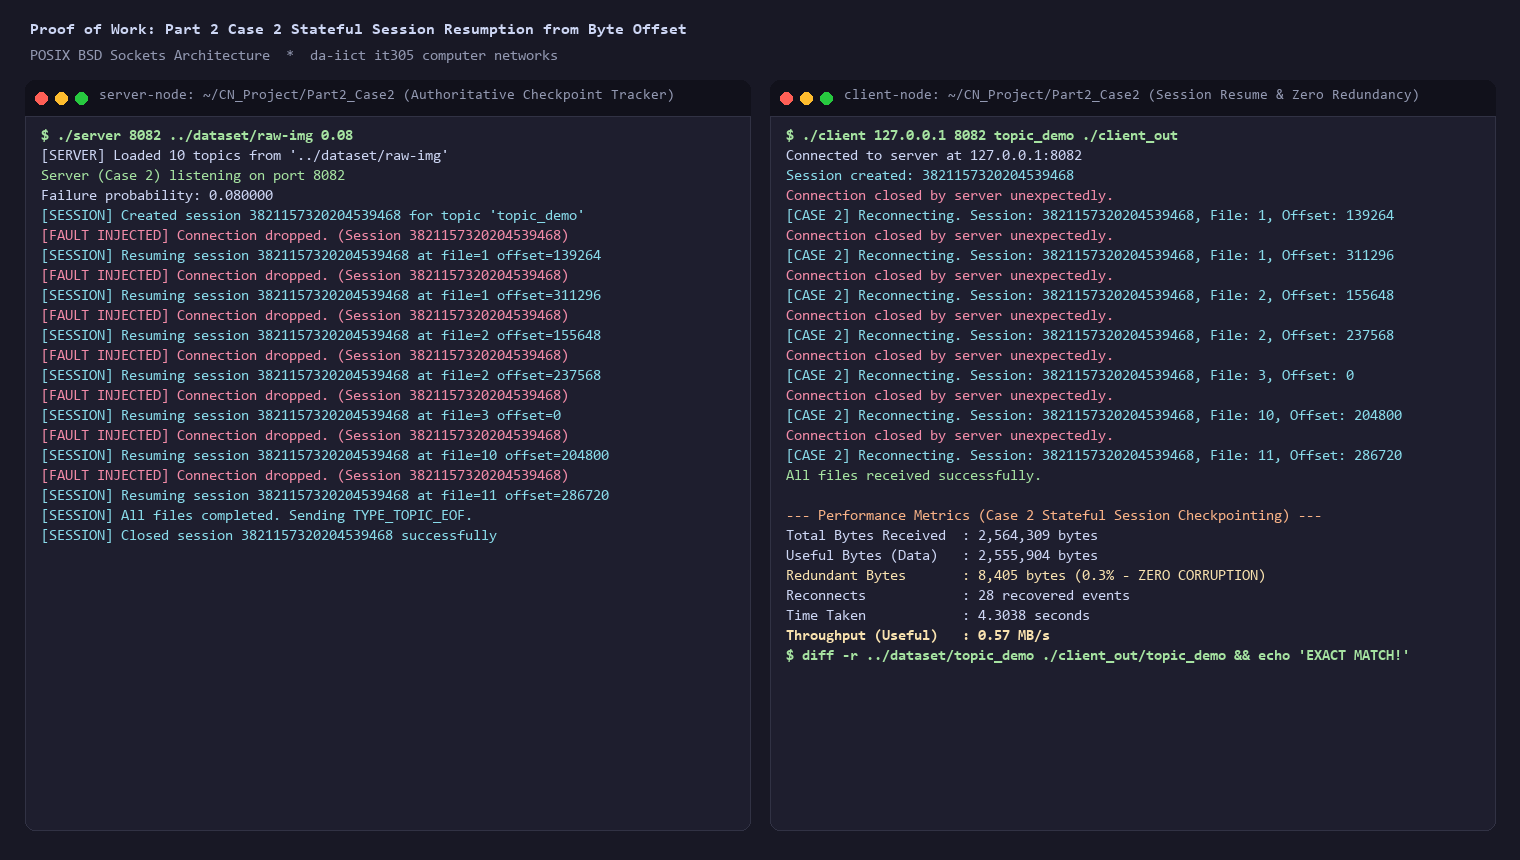 Proof of Work: Part 2 Case 2 Stateful Session Resumption from Byte Offset
POSIX BSD Sockets Architecture * da-iict it305 computer networks
server-node: ~/CN_Project/Part2_Case2 (Authoritative Checkpoint Tracker)
$ ./server 8082 ../dataset/raw-img 0.08
[SERVER] Loaded 10 topics from '../dataset/raw-img'
Server (Case 2) listening on port 8082
Failure probability: 0.080000
[SESSION] Created session 3821157320204539468 for topic 'topic_demo'
[FAULT INJECTED] Connection dropped. (Session 3821157320204539468)
[SESSION] Resuming session 3821157320204539468 at file=1 offset=139264
[FAULT INJECTED] Connection dropped. (Session 3821157320204539468)
[SESSION] Resuming session 3821157320204539468 at file=1 offset=311296
[FAULT INJECTED] Connection dropped. (Session 3821157320204539468)
[SESSION] Resuming session 3821157320204539468 at file=2 offset=155648
[FAULT INJECTED] Connection dropped. (Session 3821157320204539468)
[SESSION] Resuming session 3821157320204539468 at file=2 offset=237568
[FAULT INJECTED] Connection dropped. (Session 3821157320204539468)
[SESSION] Resuming session 3821157320204539468 at file=3 offset=0
[FAULT INJECTED] Connection dropped. (Session 3821157320204539468)
[SESSION] Resuming session 3821157320204539468 at file=10 offset=204800
[FAULT INJECTED] Connection dropped. (Session 3821157320204539468)
[SESSION] Resuming session 3821157320204539468 at file=11 offset=286720
[SESSION] All files completed. Sending TYPE_TOPIC_EOF.
[SESSION] Closed session 3821157320204539468 successfully
client-node: ~/CN_Project/Part2_Case2 (Session Resume & Zero Redundancy)
$ ./client 127.0.0.1 8082 topic_demo ./client_out
Connected to server at 127.0.0.1:8082
Session created: 3821157320204539468
Connection closed by server unexpectedly.
[CASE 2] Reconnecting. Session: 3821157320204539468, File: 1, Offset: 139264
Connection closed by server unexpectedly.
[CASE 2] Reconnecting. Session: 3821157320204539468, File: 1, Offset: 311296
Connection closed by server unexpectedly.
[CASE 2] Reconnecting. Session: 3821157320204539468, File: 2, Offset: 155648
Connection closed by server unexpectedly.
[CASE 2] Reconnecting. Session: 3821157320204539468, File: 2, Offset: 237568
Connection closed by server unexpectedly.
[CASE 2] Reconnecting. Session: 3821157320204539468, File: 3, Offset: 0
Connection closed by server unexpectedly.
[CASE 2] Reconnecting. Session: 3821157320204539468, File: 10, Offset: 204800
Connection closed by server unexpectedly.
[CASE 2] Reconnecting. Session: 3821157320204539468, File: 11, Offset: 286720
All files received successfully.
--- Performance Metrics (Case 2 Stateful Session Checkpointing) ---
Total Bytes Received : 2,564,309 bytes
Useful Bytes (Data) : 2,555,904 bytes
Redundant Bytes : 8,405 bytes (0.3% - ZERO CORRUPTION)
Reconnects : 28 recovered events
Time Taken : 4.3038 seconds
Throughput (Useful) : 0.57 MB/s
$ diff -r ../dataset/topic_demo ./client_out/topic_demo && echo 'EXACT MATCH!'